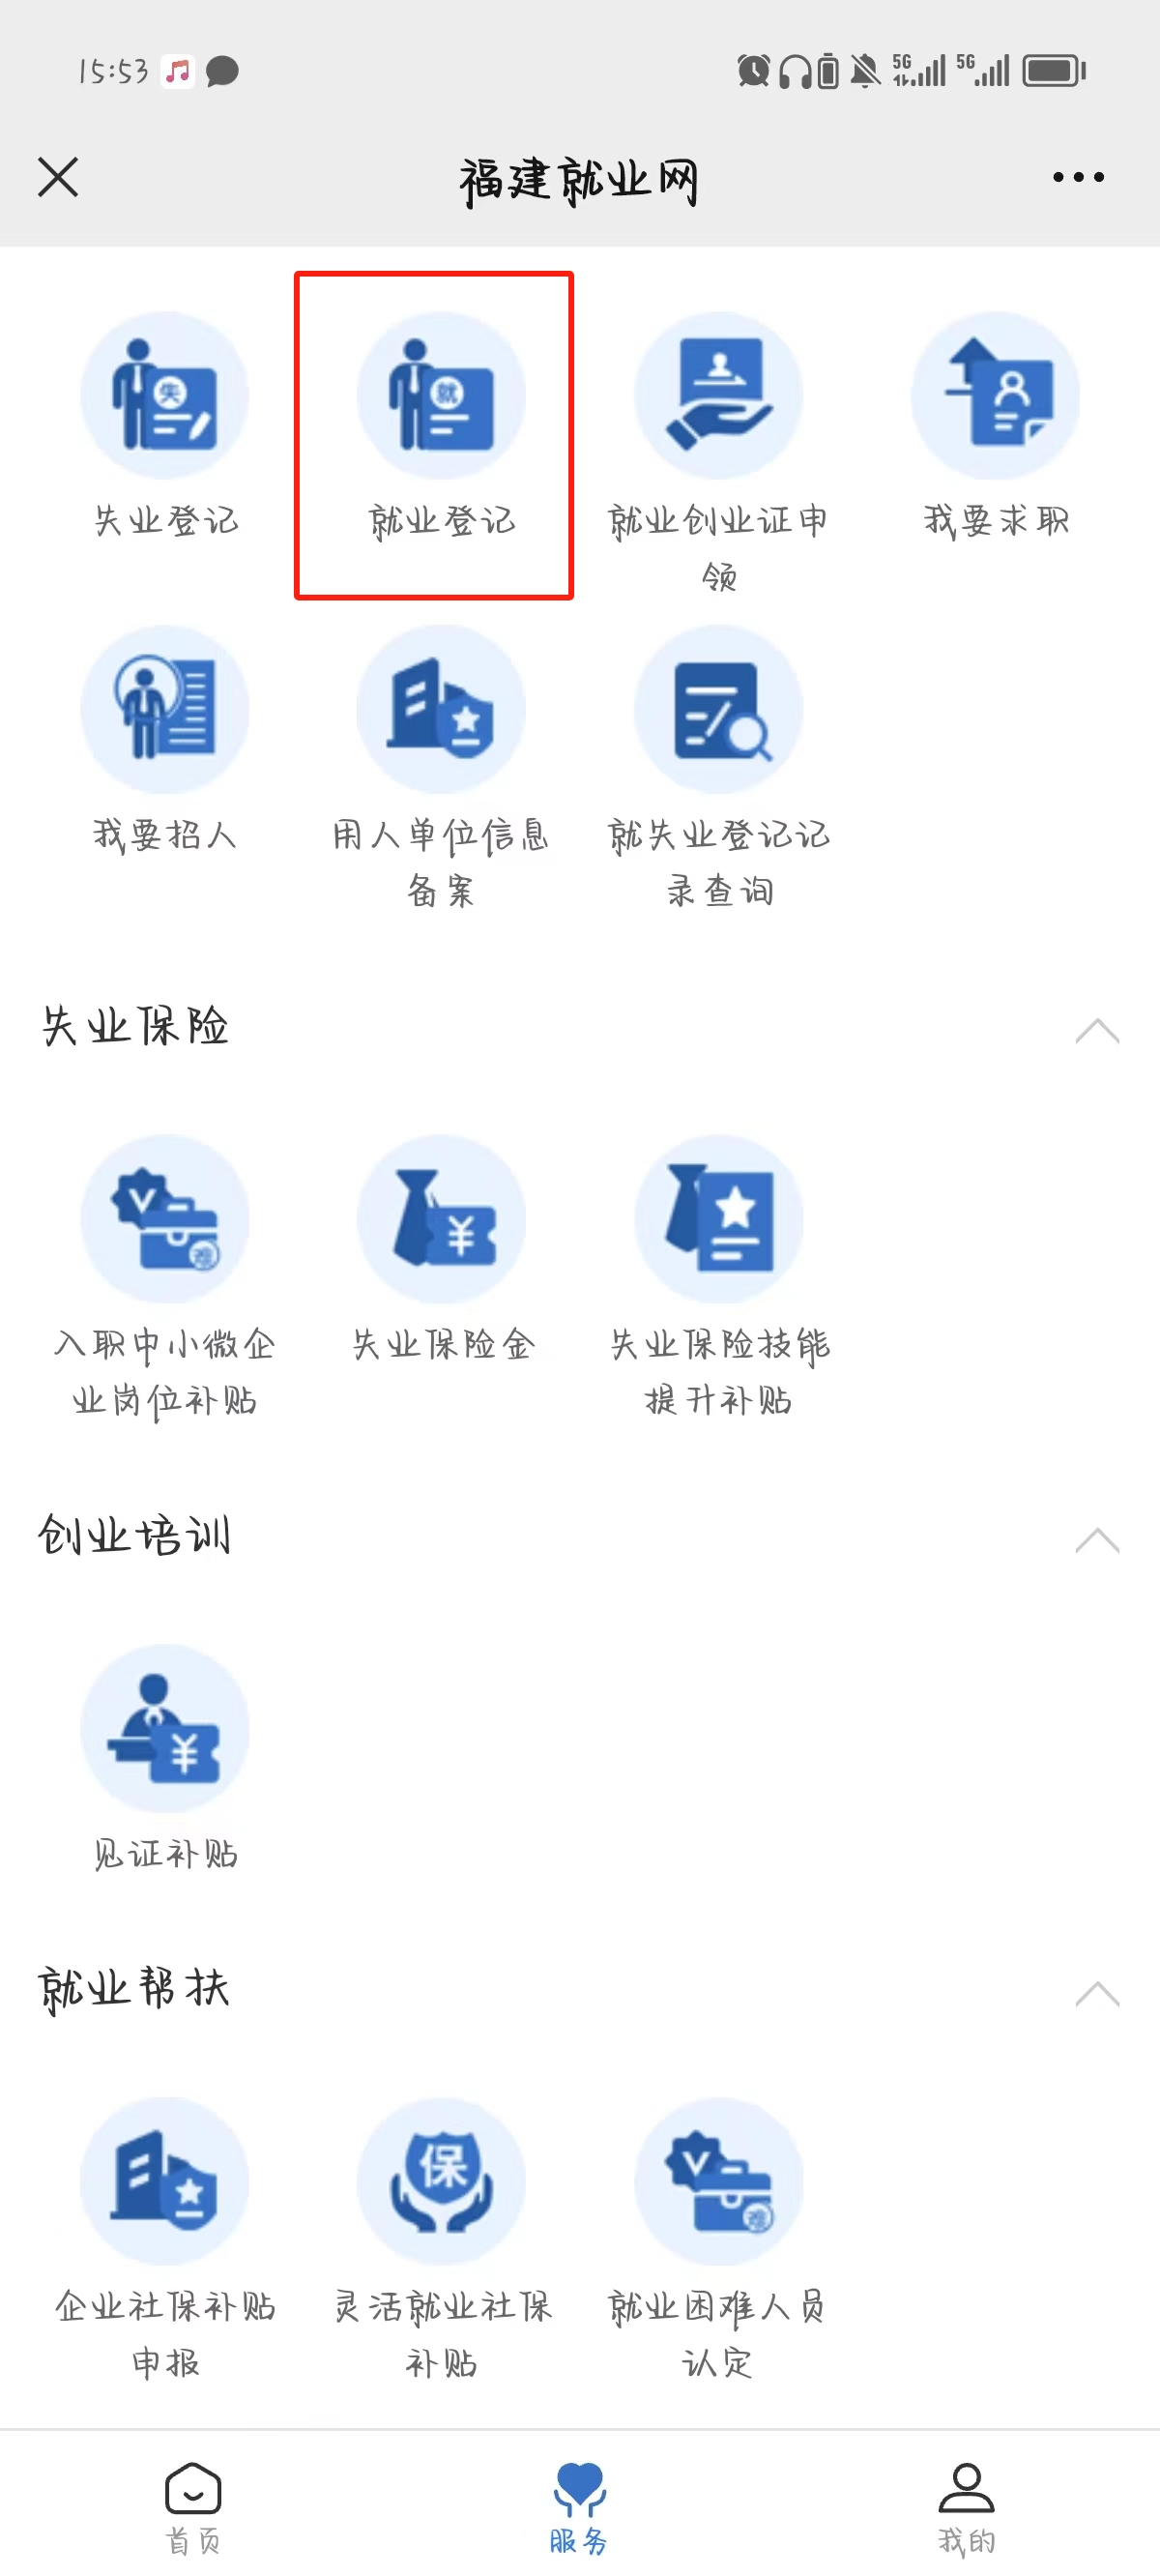 15:53
5G 5G
福建就业网
失 就
失业登记 就业登记 就业创业证申 我要求职
领
我要招人 用人单位信息 就失业登记记
备案 录查询
失业保险
入职中小微企 失业保险金 失业保险技能
业岗位补贴 提升补贴
创业培训
¥
见证补贴
就业帮扶
保
企业社保补贴 灵活就业社保 就业困难人员
申报 补贴 认定
首页 服务 我的